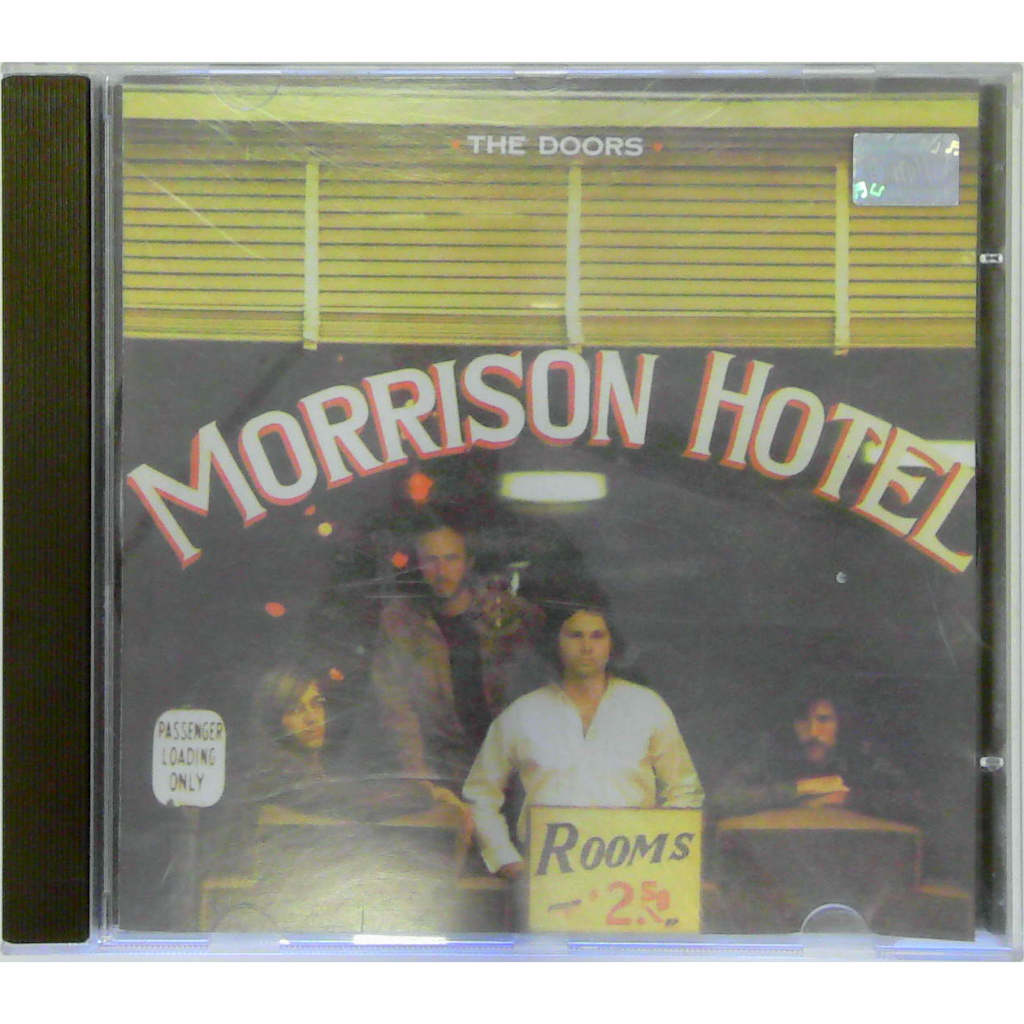 THE DOORS
MORRISON HOTEL
PASSENGER
LOADING
ONLY
ROOMS
2.50